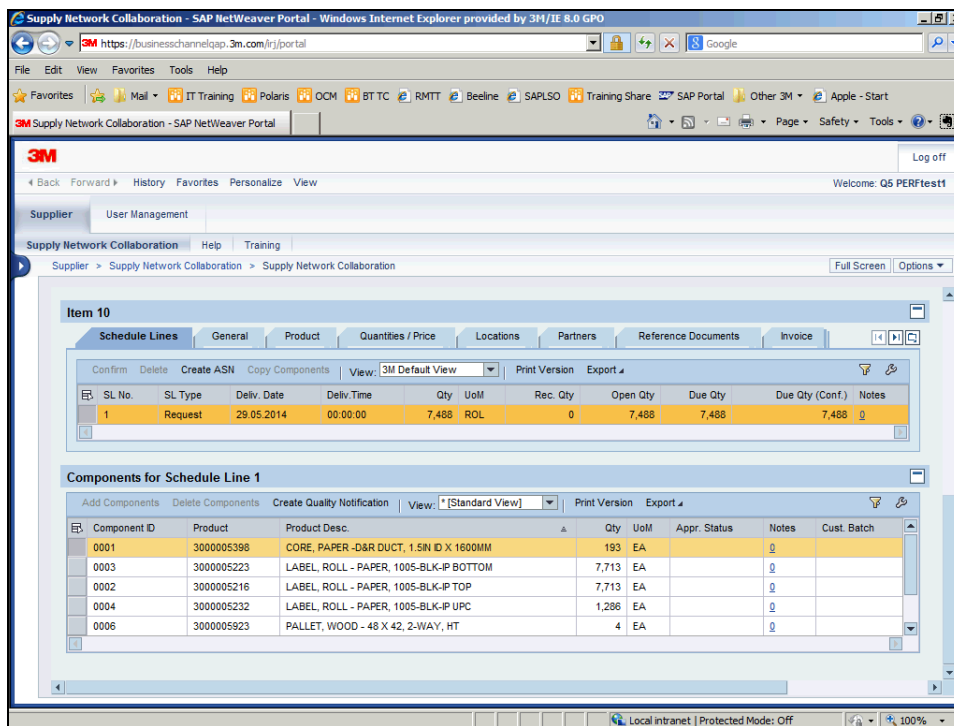 Supply Network Collaboration - SAP NetWeaver Portal - Windows Internet Explorer provided by 3M/IE 8.0 GPO
3M https://businesschannelqap.3m.com/irj/portal
Google
File Edit View Favorites Tools Help
Favorites Mail IT Training Polaris OCM BT TC RMTT Beeline SAPLSO Training Share SAP Portal Other 3M Apple - Start
3M Supply Network Collaboration - SAP NetWeaver Portal Page Safety Tools
3M Log off
Back Forward History Favorites Personalize View Welcome: Q5 PERFtest1
Supplier User Management
Supply Network Collaboration Help Training
Supplier > Supply Network Collaboration > Supply Network Collaboration Full Screen Options
Item 10
Schedule Lines General Product Quantities / Price Locations Partners Reference Documents Invoice
Confirm Delete Create ASN Copy Components View: 3M Default View Print Version Export
SL No. SL Type Deliv. Date Deliv.Time Qty UoM Rec. Qty Open Qty Due Qty Due Qty (Conf.) Notes
1 Request 29.05.2014 00:00:00 7,488 ROL 0 7,488 7,488 7,488 0
Components for Schedule Line 1
Add Components Delete Components Create Quality Notification View: * [Standard View] Print Version Export
Component ID Product Product Desc. Qty UoM Appr. Status Notes Cust. Batch
0001 3000005398 CORE, PAPER -D&R DUCT, 1.5IN ID X 1600MM 193 EA 0
0003 3000005223 LABEL, ROLL - PAPER, 1005-BLK-IP BOTTOM 7,713 EA 0
0002 3000005216 LABEL, ROLL - PAPER, 1005-BLK-IP TOP 7,713 EA 0
0004 3000005232 LABEL, ROLL - PAPER, 1005-BLK-IP UPC 1,286 EA 0
0006 3000005923 PALLET, WOOD - 48 X 42, 2-WAY, HT 4 EA 0
Local intranet | Protected Mode: Off 100%